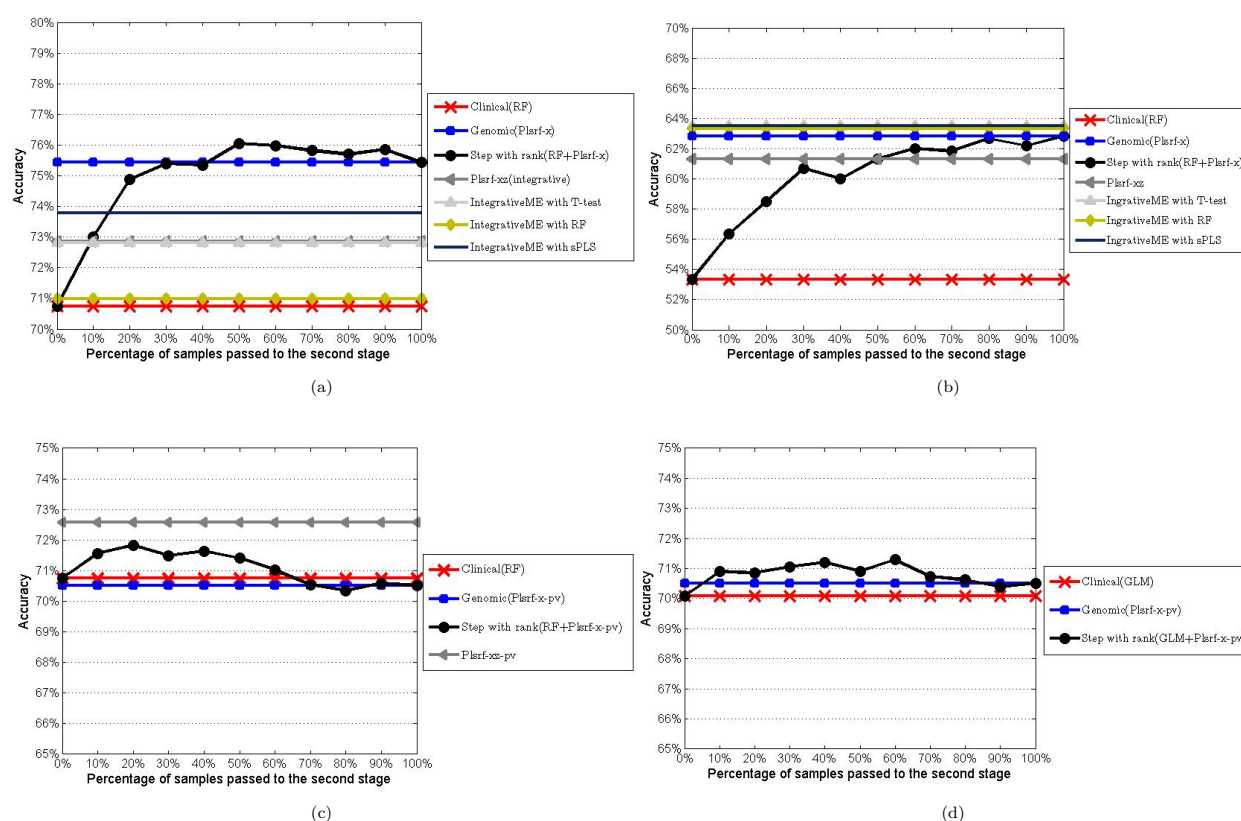 80%
79%
78%
77%
76%
75%
74%
73%
72%
71%
70%
Accuracy
0% 10% 20% 30% 40% 50% 60% 70% 80% 90% 100%
Percentage of samples passed to the second stage
Clinical(RF)
Genomic(Plsrf-x)
Step with rank(RF+Plsrf-x)
Plsrf-xz(integrative)
IntegrativeME with T-test
IntegrativeME with RF
IntegrativeME with sPLS
(a)
70%
68%
66%
64%
62%
60%
58%
56%
54%
52%
50%
Accuracy
0% 10% 20% 30% 40% 50% 60% 70% 80% 90% 100%
Percentage of samples passed to the second stage
Clinical(RF)
Genomic(Plsrf-x)
Step with rank(RF+Plsrf-x)
Plsrf-xz
IngrativeME with T-test
IngrativeME with RF
IngrativeME with sPLS
(b)
75%
74%
73%
72%
71%
70%
69%
68%
67%
66%
65%
Accuracy
0% 10% 20% 30% 40% 50% 60% 70% 80% 90% 100%
Percentage of samples passed to the second stage
Clinical(RF)
Genomic(Plsrf-x-pv)
Step with rank(RF+Plsrf-x-pv)
Plsrf-xz-pv
(c)
75%
74%
73%
72%
71%
70%
69%
68%
67%
66%
65%
Accuracy
0% 10% 20% 30% 40% 50% 60% 70% 80% 90% 100%
Percentage of samples passed to the second stage
Clinical(GLM)
Genomic(Plsrf-x-pv)
Step with rank(GLM+Plsrf-x-pv
(d)